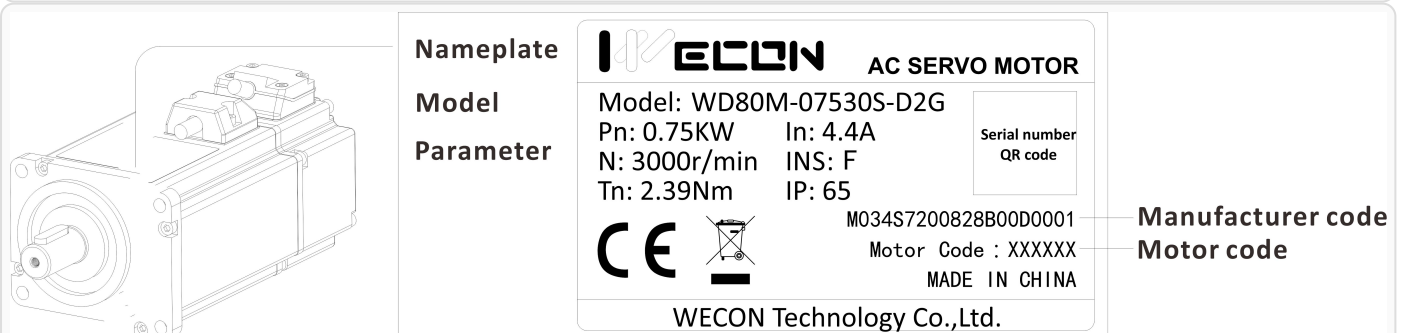 Nameplate
WECON
AC SERVO MOTOR
Model
Model: WD80M-07530S-D2G
Parameter
Pn: 0.75KW In: 4.4A
N: 3000r/min INS: F
Tn: 2.39Nm IP: 65
Serial number
QR code
M034S7200828B00D0001
Manufacturer code
Motor Code：XXXXXX
Motor code
CE
MADE IN CHINA
WECON Technology Co.,Ltd.